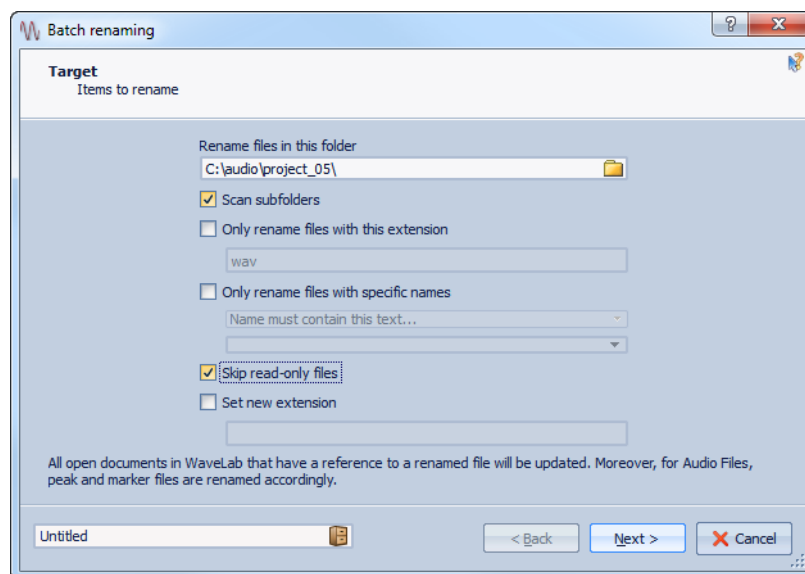 Batch renaming
Target
Items to rename
Rename files in this folder
C:\audio\project_05\
Scan subfolders
Only rename files with this extension
wav
Only rename files with specific names
Name must contain this text...
Skip read-only files
Set new extension
All open documents in WaveLab that have a reference to a renamed file will be updated. Moreover, for Audio Files,
peak and marker files are renamed accordingly.
Untitled
< Back
Next >
Cancel